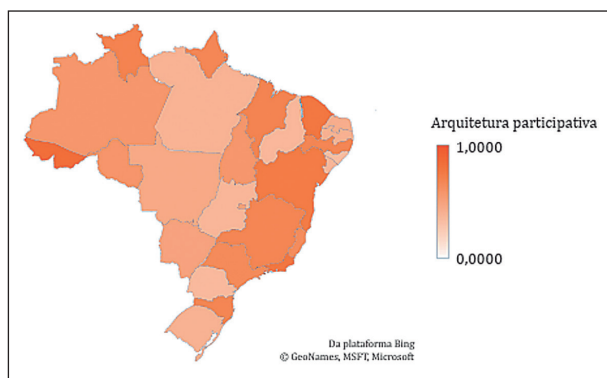 Arquitetura participativa
1,0000
0,0000
Da plataforma Bing
© GeoNames, MSFT, Microsoft